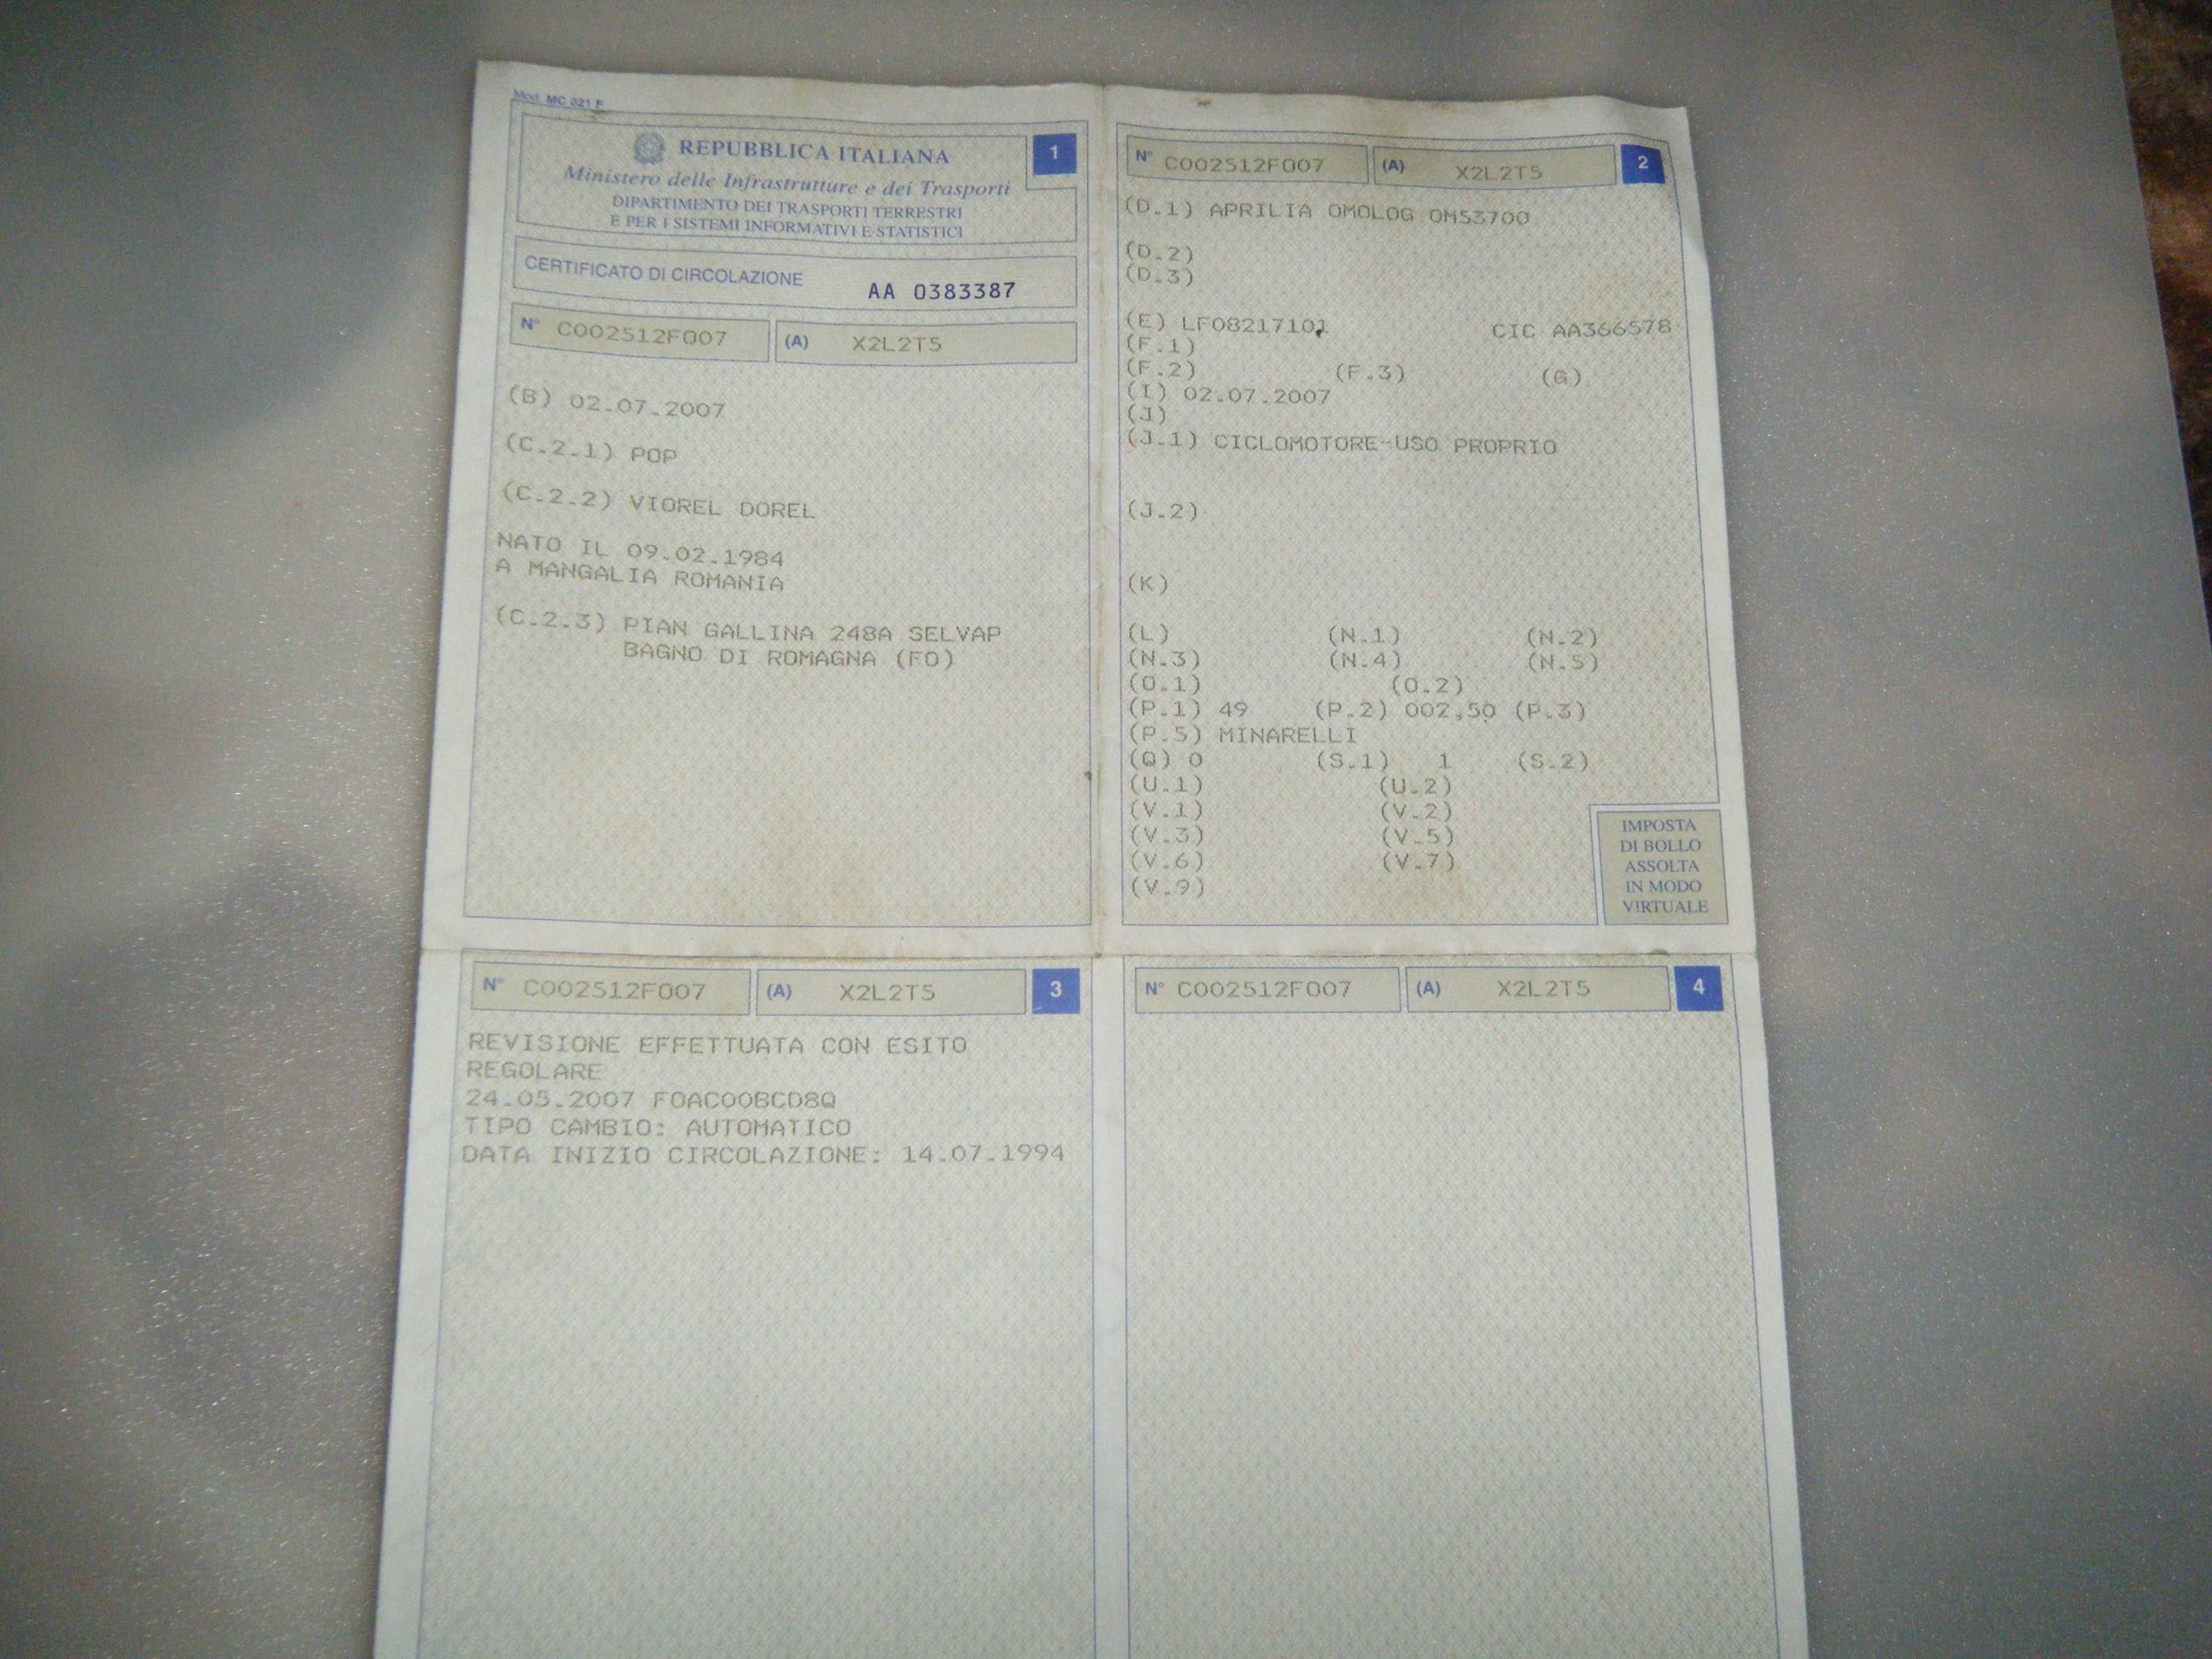 Mod. MC 821 F
REPUBBLICA ITALIANA
1
Ministero delle Infrastrutture e dei Trasporti
DIPARTIMENTO DEI TRASPORTI TERRESTRI
E PER I SISTEMI INFORMATIVI E STATISTICI
CERTIFICATO DI CIRCOLAZIONE AA 0383387
N° C002512F007 (A) X2L2T5
(B) 02.07.2007
(C.2.1) POP
(C.2.2) VIOREL DOREL
NATO IL 09.02.1984
A MANGALIA ROMANIA
(C.2.3) PIAN GALLINA 248A SELVAP
BAGNO DI ROMAGNA (FO)
N° C002512F007 (A) X2L2T5 2
(D.1) APRILIA OMOLOG OM53700
(D.2)
(D.3)
(E) LF08217101 CIC AA366578
(F.1)
(F.2) (F.3) (G)
(I) 02.07.2007
(J)
(J.1) CICLOMOTORE-USO PROPRIO
(J.2)
(K)
(L) (N.1) (N.2)
(N.3) (N.4) (N.5)
(O.1) (O.2)
(P.1) 49 (P.2) 002,50 (P.3)
(P.5) MINARELLI
(Q) 0 (S.1) 1 (S.2)
(U.1) (U.2)
(V.1) (V.2)
(V.3) (V.5)
(V.6) (V.7)
(V.9)
IMPOSTA
DI BOLLO
ASSOLTA
IN MODO
VIRTUALE
N° C002512F007 (A) X2L2T5 3
REVISIONE EFFETTUATA CON ESITO
REGOLARE
24.05.2007 FOAC00BCD8Q
TIPO CAMBIO: AUTOMATICO
DATA INIZIO CIRCOLAZIONE: 14.07.1994
N° C002512F007 (A) X2L2T5 4